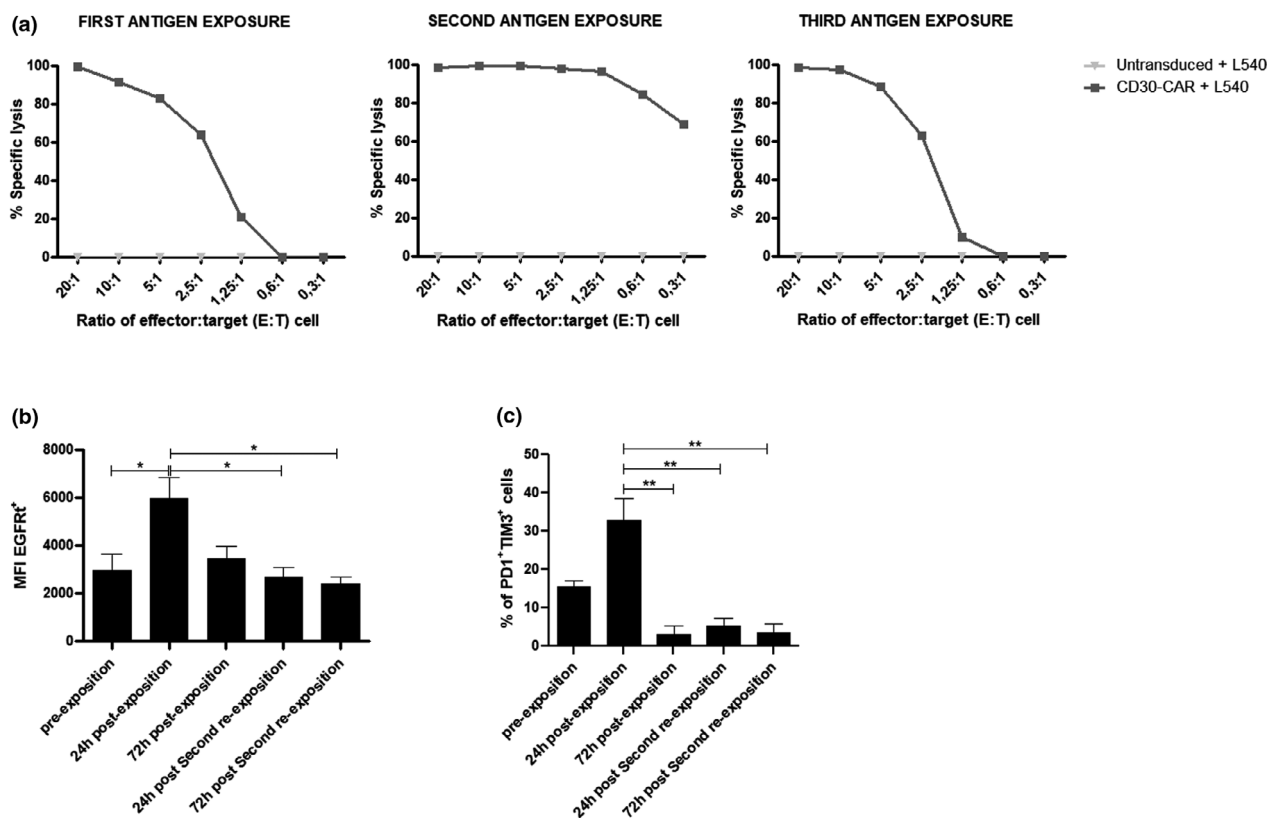 (a)
FIRST ANTIGEN EXPOSURE
% Specific lysis
100
80
60
40
20
0
20:1
10:1
5:1
2,5:1
1,25:1
0,6:1
0,3:1
Ratio of effector:target (E:T) cell
SECOND ANTIGEN EXPOSURE
% Specific lysis
100
80
60
40
20
0
20:1
10:1
5:1
2,5:1
1,25:1
0,6:1
0,3:1
Ratio of effector:target (E:T) cell
THIRD ANTIGEN EXPOSURE
% Specific lysis
100
80
60
40
20
0
20:1
10:1
5:1
2,5:1
1,25:1
0,6:1
0,3:1
Ratio of effector:target (E:T) cell
Untransduced + L540
CD30-CAR + L540
(b)
MFI EGFRt+
8000
6000
4000
2000
0
*
*
*
pre-exposition
24h post-exposition
72h post-exposition
24h post Second re-exposition
72h post Second re-exposition
(c)
% of PD1+TIM3+ cells
50
40
30
20
10
0
**
**
**
pre-exposition
24h post-exposition
72h post-exposition
24h post Second re-exposition
72h post Second re-exposition